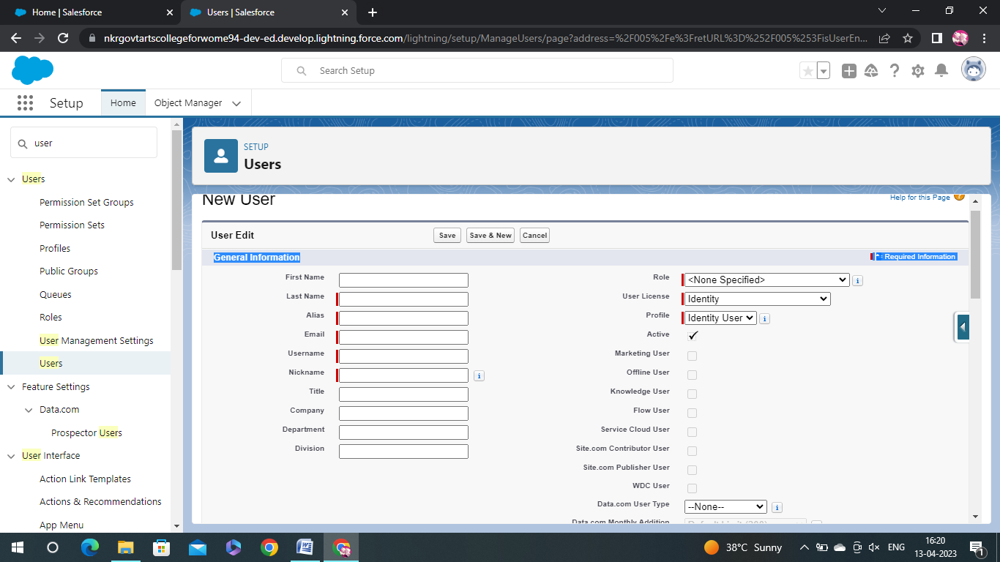 Home | Salesforce
Users | Salesforce
nkrgovtartscollegeforwome94-dev-ed.develop.lightning.force.com/lightning/setup/ManageUsers/page?address=%2F005%2Fe%3FretURL%3D%252F005%253FisUserEn...
Search Setup
Setup
Home
Object Manager
user
Users
Permission Set Groups
Permission Sets
Profiles
Public Groups
Queues
Roles
User Management Settings
Users
Feature Settings
Data.com
Prospector Users
User Interface
Action Link Templates
Actions & Recommendations
App Menu
SETUP
Users
New User
Help for this Page
User Edit
Save
Save & New
Cancel
General Information
= Required Information
First Name
Last Name
Alias
Email
Username
Nickname
Title
Company
Department
Division
Role <None Specified>
User License Identity
Profile Identity User
Active
Marketing User
Offline User
Knowledge User
Flow User
Service Cloud User
Site.com Contributor User
Site.com Publisher User
WDC User
Data.com User Type --None--
Data.com Monthly Addition Default Limit (300)
38°C Sunny
ENG
16:20
13-04-2023
1